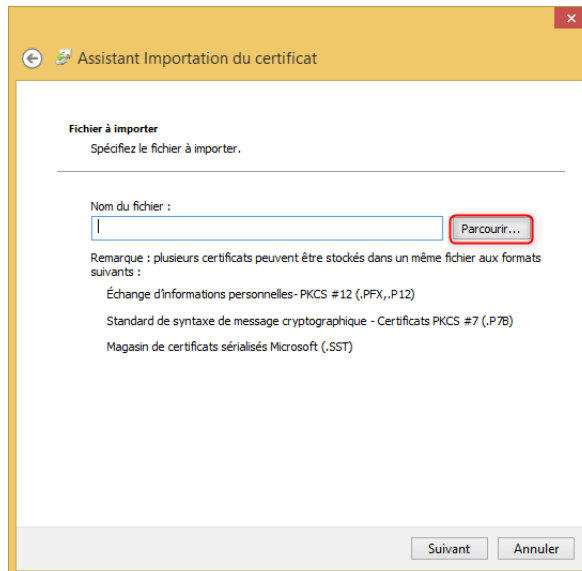 Assistant Importation du certificat
Fichier à importer
Spécifiez le fichier à importer.
Nom du fichier :
Parcourir...
Remarque : plusieurs certificats peuvent être stockés dans un même fichier aux formats
suivants :
Échange d'informations personnelles- PKCS #12 (.PFX,.P12)
Standard de syntaxe de message cryptographique - Certificats PKCS #7 (.P7B)
Magasin de certificats sérialisés Microsoft (.SST)
Suivant Annuler